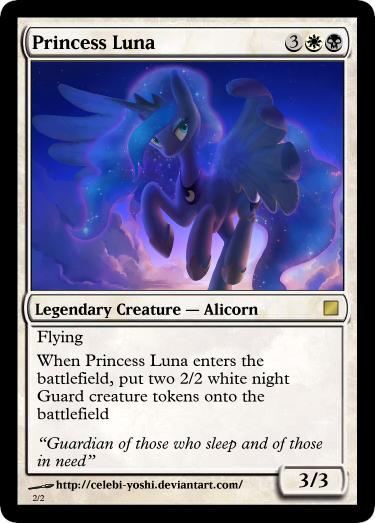 Princess Luna 3
Legendary Creature — Alicorn
Flying
When Princess Luna enters the
battlefield, put two 2/2 white night
Guard creature tokens onto the
battlefield
“Guardian of those who sleep and of those
in need”
http://celebi-yoshi.deviantart.com/
3/3
2/2